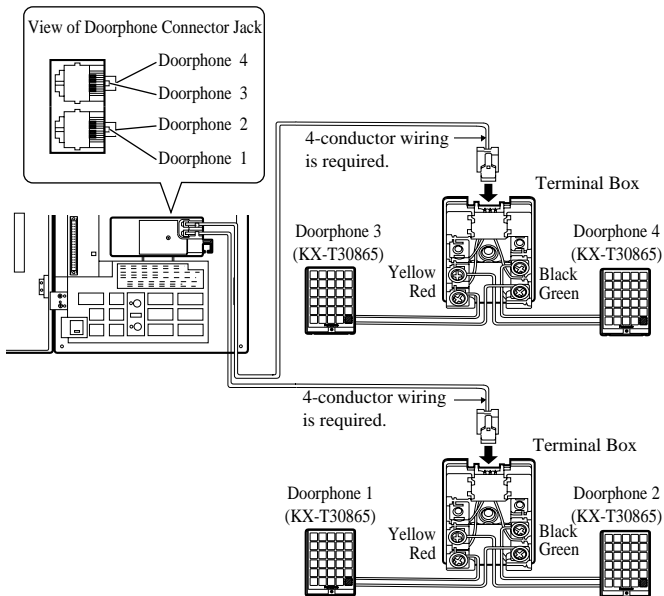 View of Doorphone Connector Jack
Doorphone 4
Doorphone 3
Doorphone 2
Doorphone 1
4-conductor wiring
is required.
Terminal Box
Doorphone 3
(KX-T30865)
Doorphone 4
(KX-T30865)
Yellow
Red
Black
Green
4-conductor wiring
is required.
Terminal Box
Doorphone 1
(KX-T30865)
Doorphone 2
(KX-T30865)
Yellow
Red
Black
Green